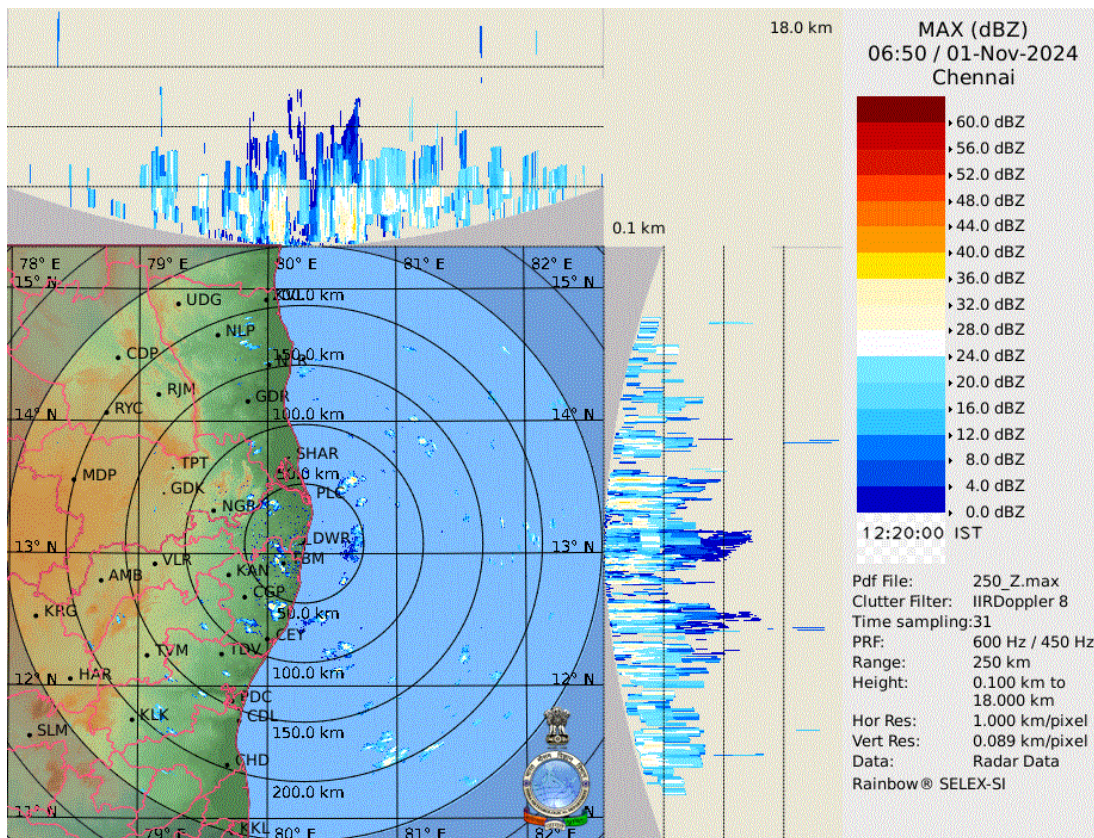 18.0 km
0.1 km
MAX (dBZ)
06:50 / 01-Nov-2024
Chennai
60.0 dBZ
56.0 dBZ
52.0 dBZ
48.0 dBZ
44.0 dBZ
40.0 dBZ
36.0 dBZ
32.0 dBZ
28.0 dBZ
24.0 dBZ
20.0 dBZ
16.0 dBZ
12.0 dBZ
8.0 dBZ
4.0 dBZ
0.0 dBZ
12:20:00 IST
Pdf File: 250_Z.max
Clutter Filter: IIRDoppler 8
Time sampling:31
PRF: 600 Hz / 450 Hz
Range: 250 km
Height: 0.100 km to
18.000 km
Hor Res: 1.000 km/pixel
Vert Res: 0.089 km/pixel
Data: Radar Data
Rainbow® SELEX-SI
78° E 79° E 80° E 81° E 82° E
15° N 15° N
UDG 200.0 km
NLP
CDP 150.0 km
RJM
GDR
RYC
14° N 100.0 km 14° N
SHAR
TPT 50.0 km
MDP
GDK PLC
NGR
LDWR
13° N 13° N
VLR
KAN
AMB
CGP
KRG 50.0 km
CEY
TVM TDV
HAR 100.0 km 12° N 12° N
PDC
KLK CDL
SLM 150.0 km
CHD
200.0 km
11° N 11° N
KKL
79° E 80° E 81° E 82° E